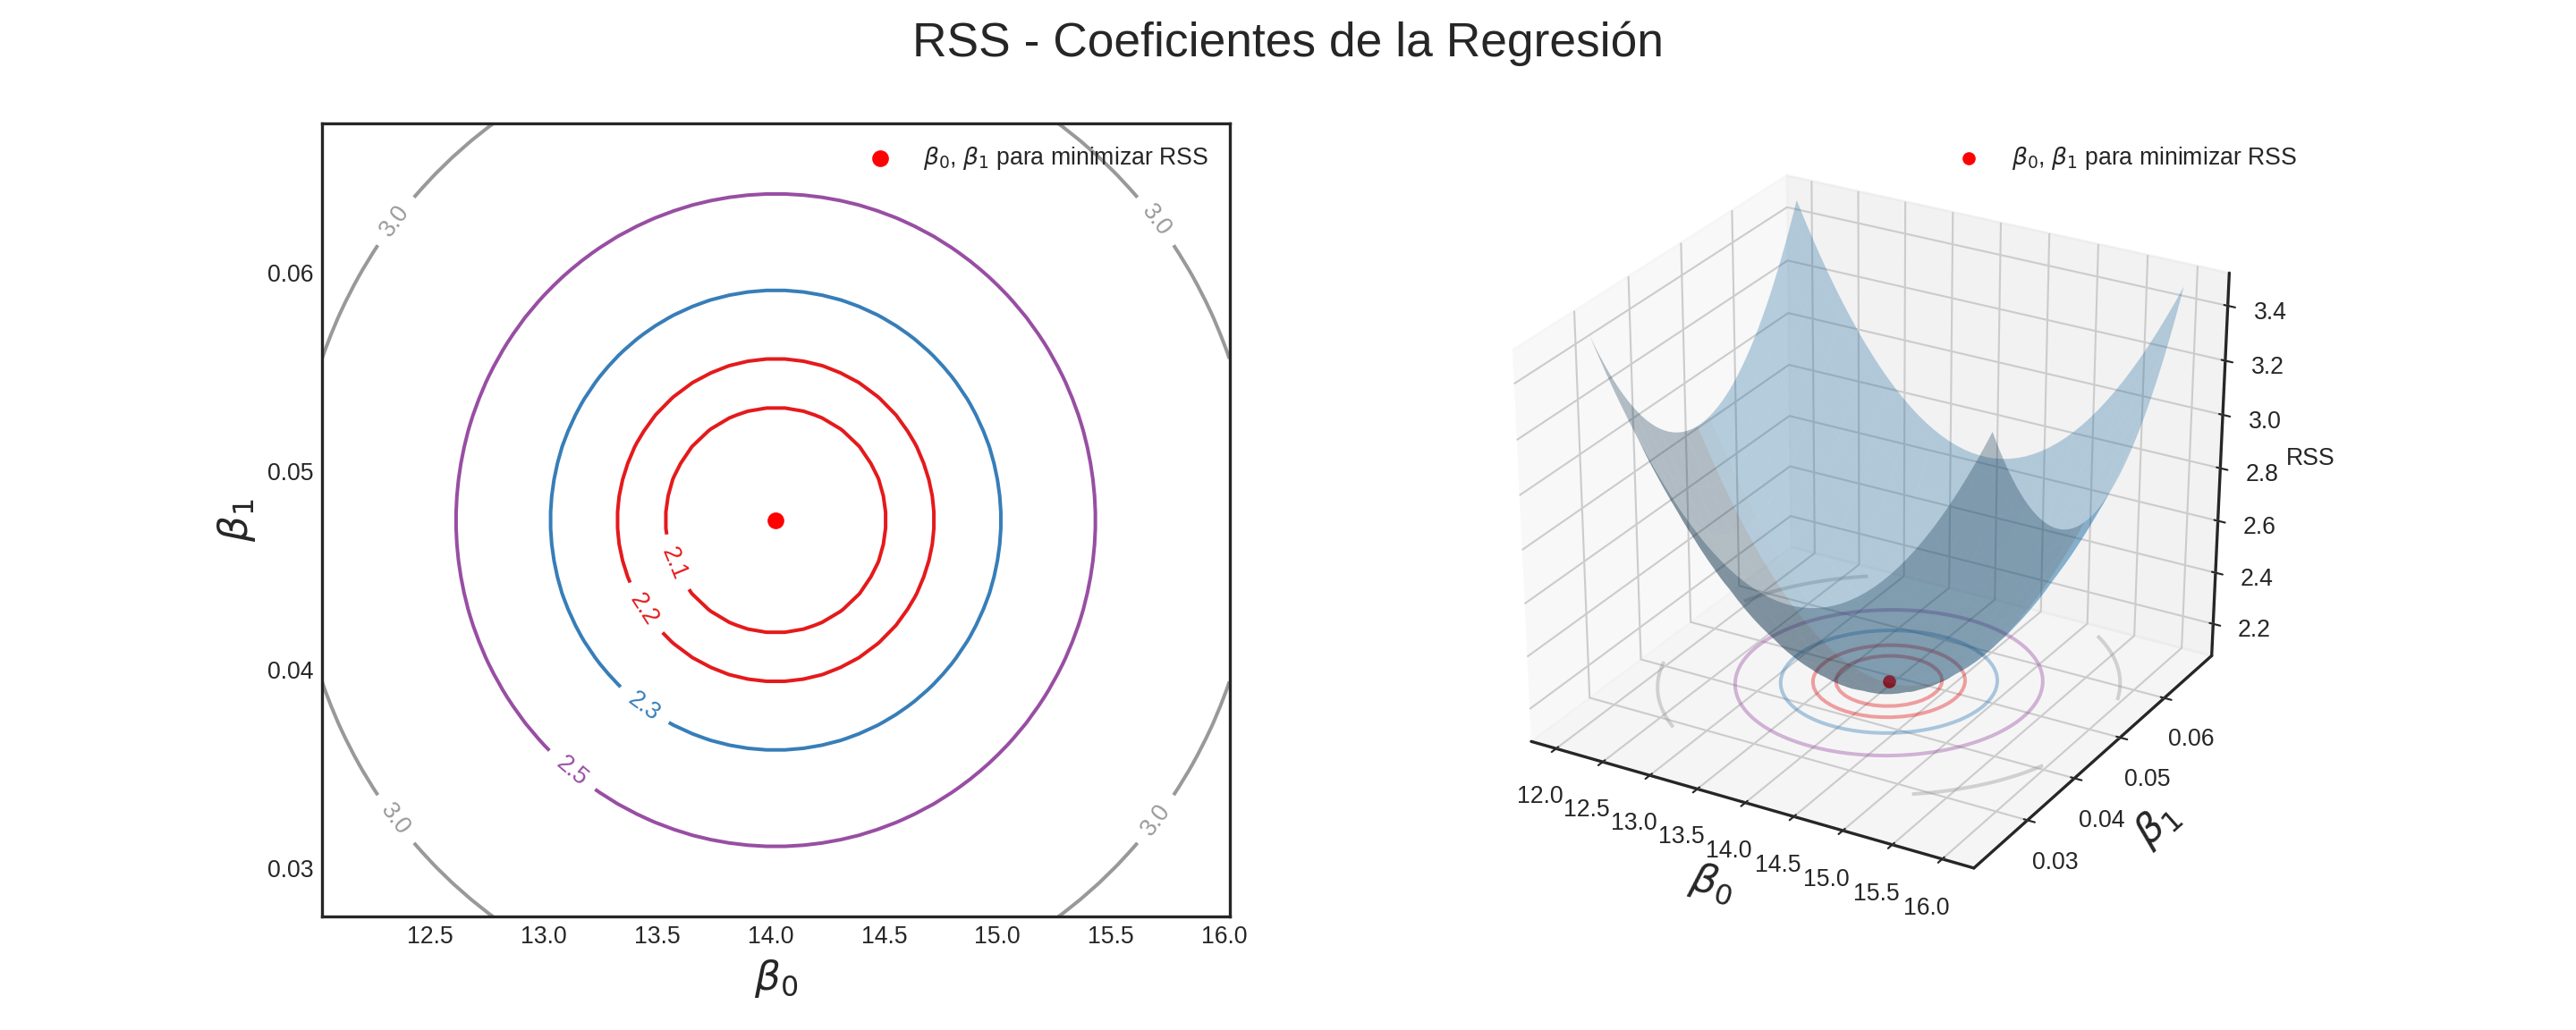 RSS - Coeficientes de la Regresión
β₀, β₁ para minimizar RSS
3.0
3.0
2.1
2.2
2.3
2.5
3.0
3.0
0.06
0.05
0.04
0.03
β₁
12.5 13.0 13.5 14.0 14.5 15.0 15.5 16.0
β₀
β₀, β₁ para minimizar RSS
3.4
3.2
3.0
2.8
2.6
2.4
2.2
RSS
0.06
0.05
0.04
0.03
β₁
12.0 12.5 13.0 13.5 14.0 14.5 15.0 15.5 16.0
β₀